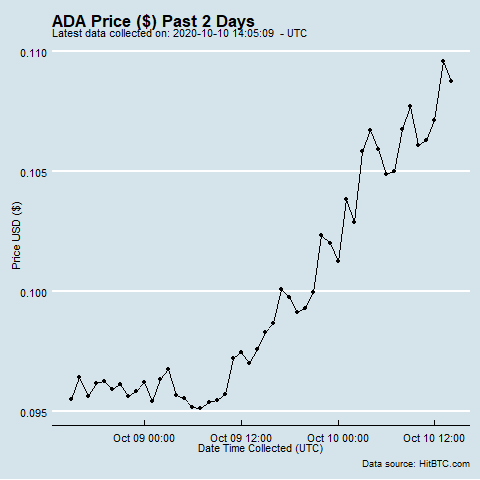 ADA Price ($) Past 2 Days
Latest data collected on: 2020-10-10 14:05:09  - UTC
0.110
0.105
0.100
0.095
Price USD ($)
Oct 09 00:00 Oct 09 12:00 Oct 10 00:00 Oct 10 12:00
Date Time Collected (UTC)
Data source: HitBTC.com